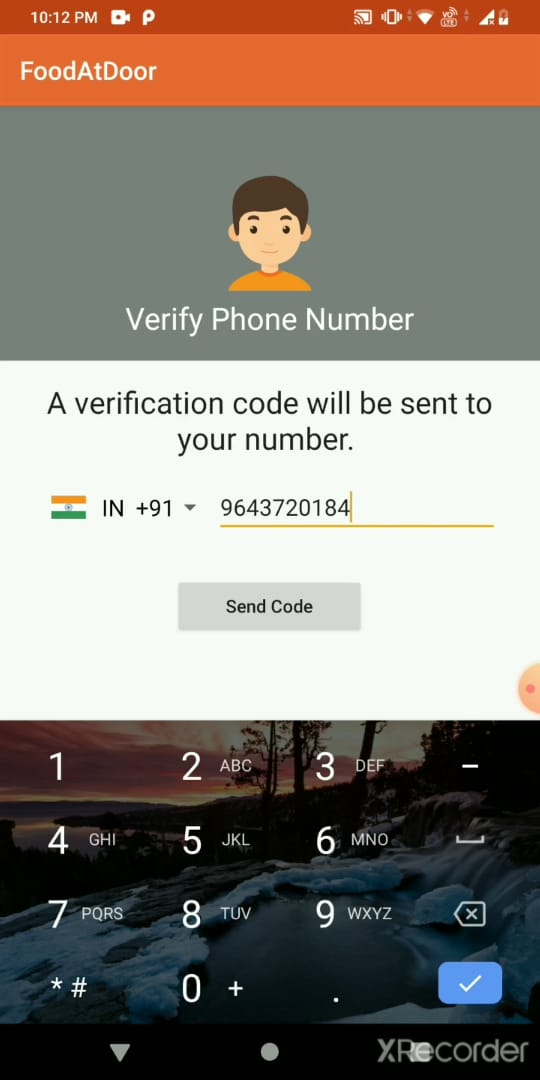 10:12 PM
VO LTE
FoodAtDoor
Verify Phone Number
A verification code will be sent to
your number.
IN +91 9643720184
Send Code
1 2 ABC 3 DEF –
4 GHI 5 JKL 6 MNO
7 PQRS 8 TUV 9 WXYZ
* # 0 + .
XRecorder